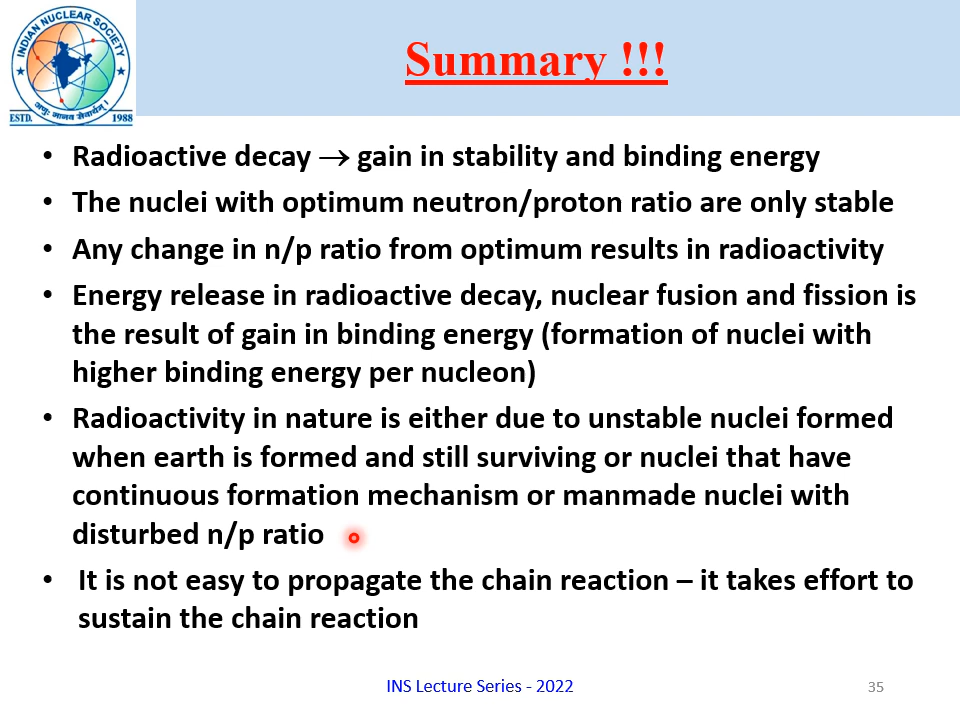 INDIAN NUCLEAR SOCIETY
ESTD.
अणुः मानव सेवार्थम् ।
1988
Summary !!!
• Radioactive decay → gain in stability and binding energy
• The nuclei with optimum neutron/proton ratio are only stable
• Any change in n/p ratio from optimum results in radioactivity
• Energy release in radioactive decay, nuclear fusion and fission is
the result of gain in binding energy (formation of nuclei with
higher binding energy per nucleon)
• Radioactivity in nature is either due to unstable nuclei formed
when earth is formed and still surviving or nuclei that have
continuous formation mechanism or manmade nuclei with
disturbed n/p ratio
• It is not easy to propagate the chain reaction – it takes effort to
sustain the chain reaction
INS Lecture Series - 2022
35